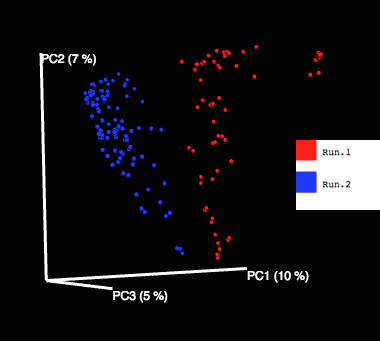 PC2 (7 %)
Run.1
Run.2
PC1 (10 %)
PC3 (5 %)